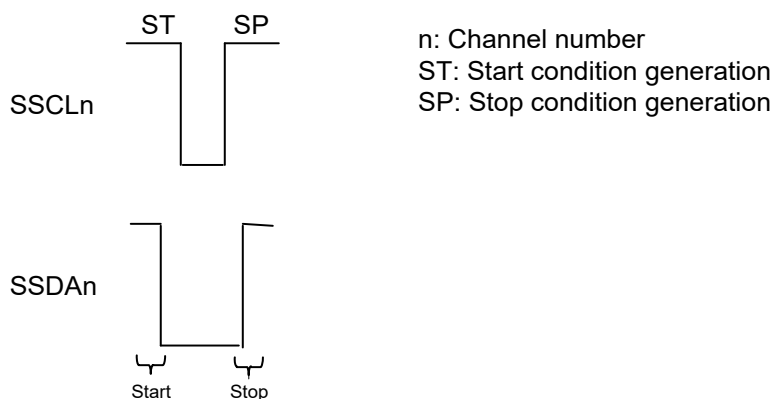 ST SP
SSCLn
n: Channel number
ST: Start condition generation
SP: Stop condition generation
SSDAn
Start Stop